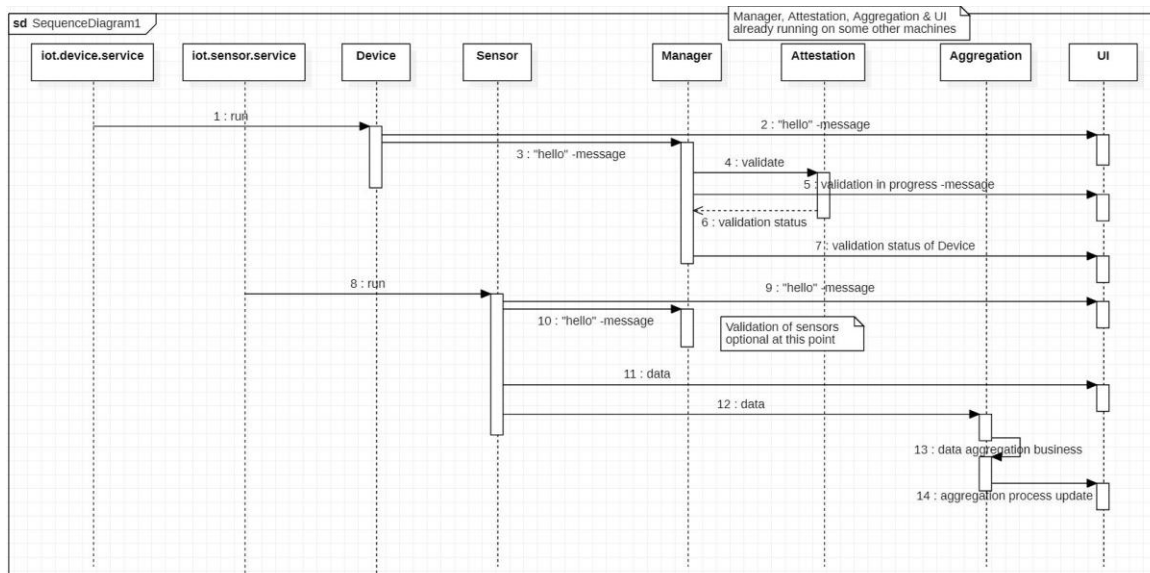 sd SequenceDiagram1
Manager, Attestation, Aggregation & UI
already running on some other machines
iot.device.service
iot.sensor.service
Device
Sensor
Manager
Attestation
Aggregation
UI
1 : run
2 : "hello" -message
3 : "hello" -message
4 : validate
5 : validation in progress -message
6 : validation status
7 : validation status of Device
8 : run
9 : "hello" -message
10 : "hello" -message
Validation of sensors
optional at this point
11 : data
12 : data
13 : data aggregation business
14 : aggregation process update